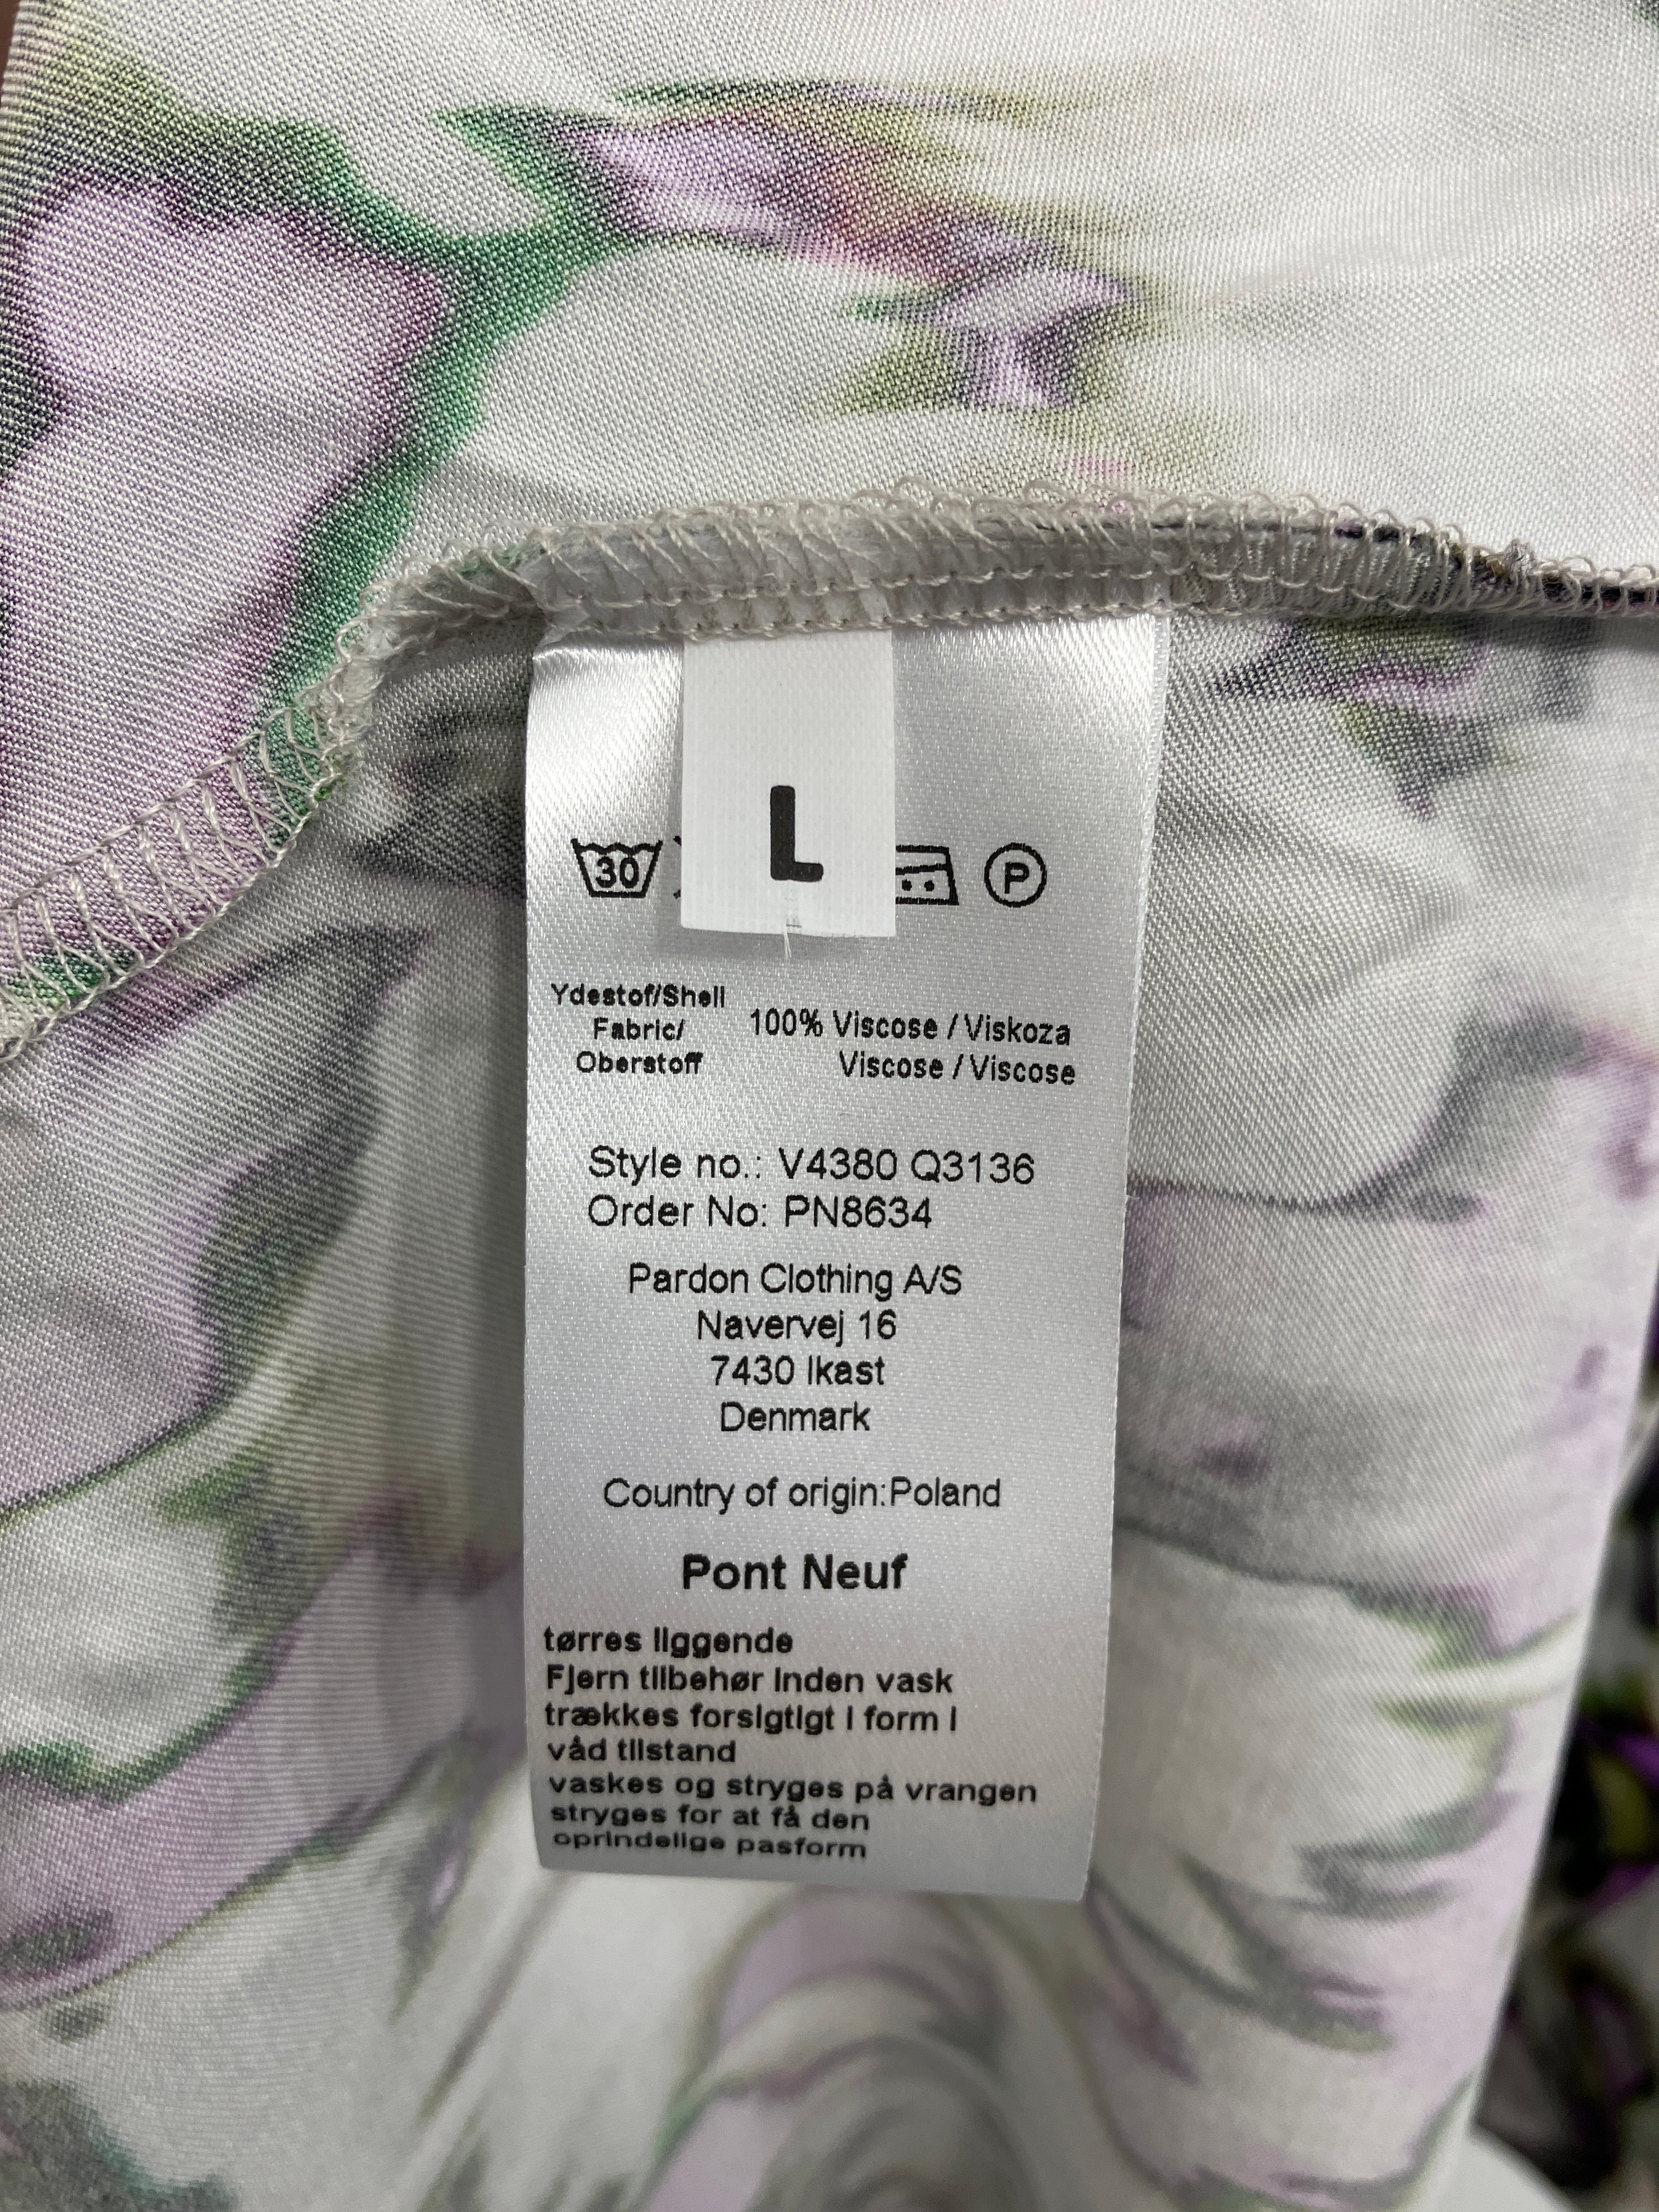 L
30
P
Ydestof/Shell
Fabric/
Oberstoff
100% Viscose / Viskoza
Viscose / Viscose
Style no.: V4380 Q3136
Order No: PN8634
Pardon Clothing A/S
Navervej 16
7430 Ikast
Denmark
Country of origin:Poland
Pont Neuf
tørres liggende
Fjern tilbehør inden vask
trækkes forsigtigt i form i
våd tilstand
vaskes og stryges på vrangen
stryges for at få den
oprindelige pasform